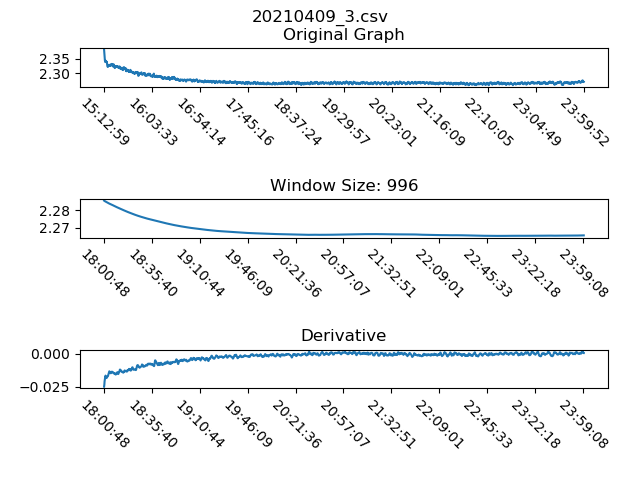 20210409_3.csv
Original Graph
2.35
2.30
15:12:59 16:03:33 16:54:14 17:45:16 18:37:24 19:29:57 20:23:01 21:16:09 22:10:05 23:04:49 23:59:52
Window Size: 996
2.28
2.27
18:00:48 18:35:40 19:10:44 19:46:09 20:21:36 20:57:07 21:32:51 22:09:01 22:45:33 23:22:18 23:59:08
Derivative
0.000
−0.025
18:00:48 18:35:40 19:10:44 19:46:09 20:21:36 20:57:07 21:32:51 22:09:01 22:45:33 23:22:18 23:59:08